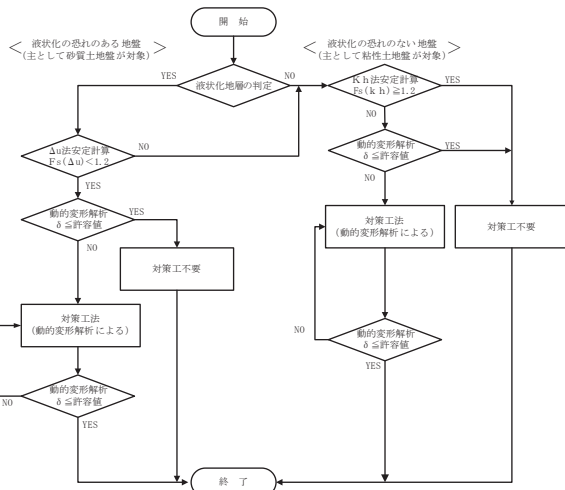 開 始
＜ 液状化の恐れのある地盤 ＞
(主として砂質土地盤が対象)
＜ 液状化の恐れのない地盤 ＞
(主として粘性土地盤が対象)
YES
液状化地層の判定
NO
Ｋｈ法安定計算
Ｆs(ｋｈ)≧1.2
YES
NO
Δu法安定計算
Ｆs(Δu)<1.2
NO
YES
動的変形解析
δ≦許容値
YES
NO
動的変形解析
δ≦許容値
YES
NO
対策工不要
対策工法
(動的変形解析による)
対策工不要
対策工法
(動的変形解析による)
動的変形解析
δ≦許容値
NO
YES
動的変形解析
δ≦許容値
NO
YES
終 了